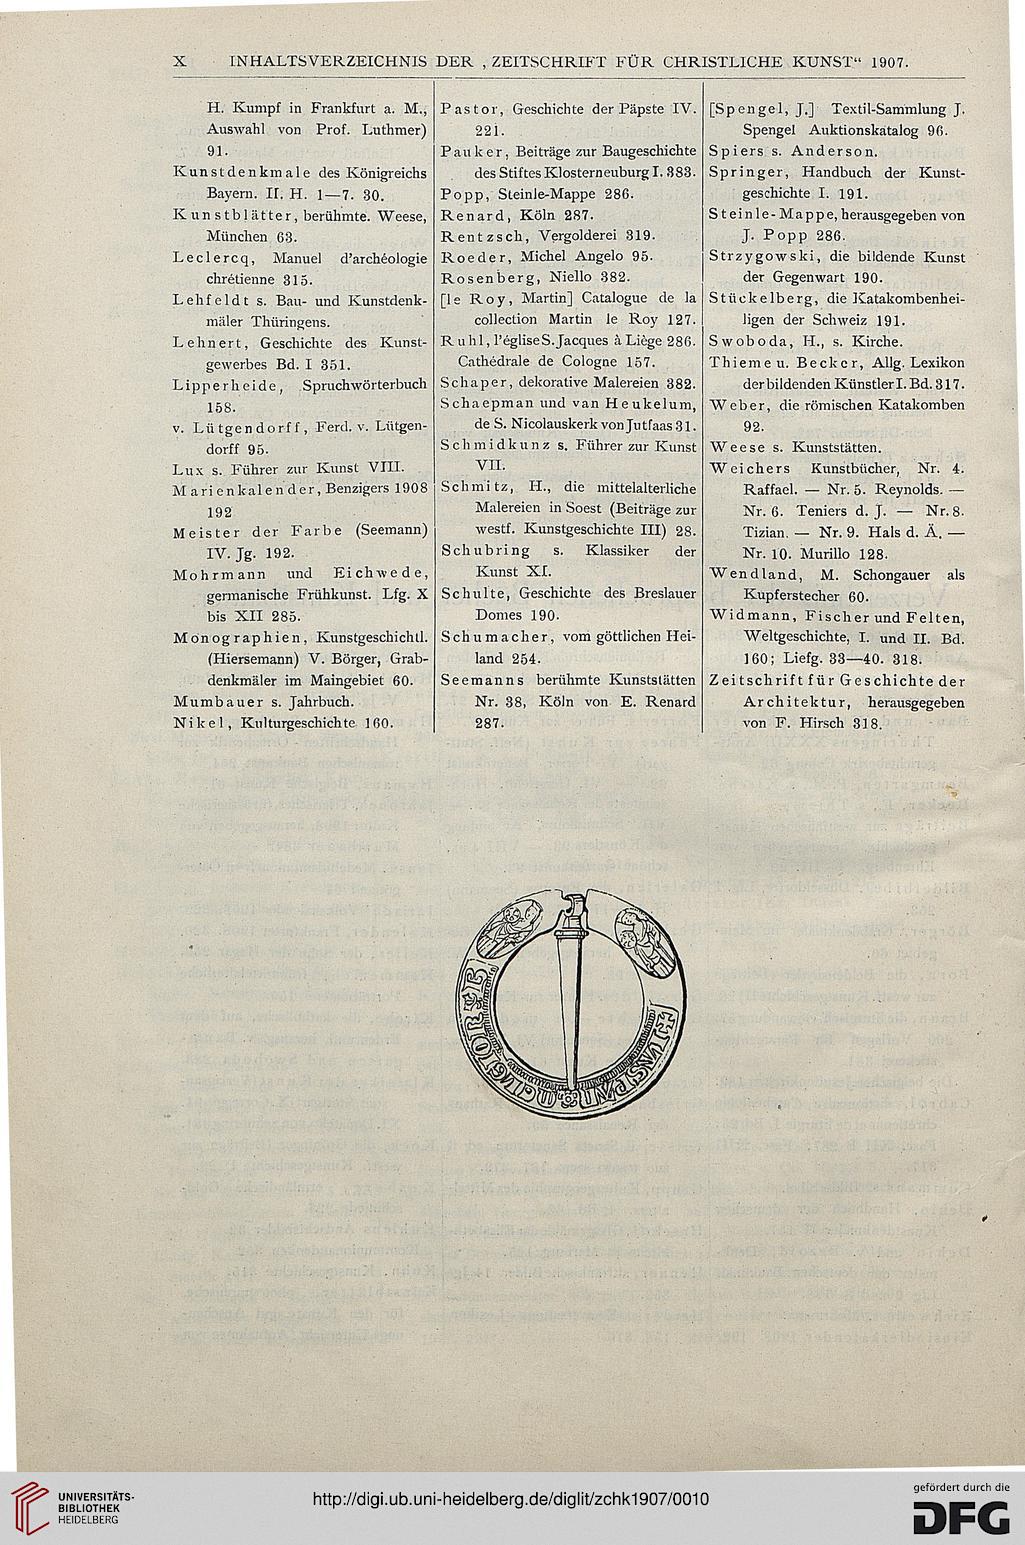 X INHALTSVERZEICHNIS DER „ZEITSCHRIFT FÜR CHRISTLICHE KUNST“ 1907.
H. Kumpf in Frankfurt a. M.,
Auswahl von Prof. Luthmer)
91.
Kunstdenkmale des Königreichs
Bayern. II. H. 1—7. 30.
Kunstblätter, berühmte. Weese,
München 63.
Leclercq, Manuel d'archéologie
chrétienne 315.
Lehfeldt s. Bau- und Kunstdenk-
mäler Thüringens.
Lehnert, Geschichte des Kunst-
gewerbes Bd. I 351.
Lipperheide, Spruchwörterbuch
158.
v. Lütgendorff, Ferd. v. Lütgen-
dorff 95.
Lux s. Führer zur Kunst VIII.
Marienkalender, Benzigers 1908
192
Meister der Farbe (Seemann)
IV. Jg. 192.
Mohrmann und Eichwede,
germanische Frühkunst. Lfg. X
bis XII 285.
Monographien, Kunstgeschichtl.
(Hiersemann) V. Börger, Grab-
denkmäler im Maingebiet 60.
Mumbauer s. Jahrbuch.
Nikel, Kulturgeschichte 160.
Pastor, Geschichte der Päpste IV.
221.
Pauker, Beiträge zur Baugeschichte
des Stiftes Klosterneuburg I. 383.
Popp, Steinle-Mappe 286.
Renard, Köln 287.
Rentzsch, Vergolderei 319.
Roeder, Michel Angelo 95.
Rosenberg, Niello 382.
[le Roy, Martin] Catalogue de la
collection Martin le Roy 127.
Ruhl, l'église S. Jacques à Liège 286.
Cathédrale de Cologne 157.
Schaper, dekorative Malereien 382.
Schaepman und van Heukelum,
de S. Nicolauskerk von Jutfaas 31.
Schmidkunz s. Führer zur Kunst
VII.
Schmitz, H., die mittelalterliche
Malereien in Soest (Beiträge zur
westf. Kunstgeschichte III) 28.
Schubring s. Klassiker der
Kunst XI.
Schulte, Geschichte des Breslauer
Domes 190.
Schumacher, vom göttlichen Hei-
land 254.
Seemanns berühmte Kunststätten
Nr. 38, Köln von E. Renard
287.
[Spengel, J.] Textil-Sammlung J.
Spengel Auktionskatalog 96.
Spiers s. Anderson.
Springer, Handbuch der Kunst-
geschichte I. 191.
Steinle-Mappe, herausgegeben von
J. Popp 286.
Strzygowski, die bildende Kunst
der Gegenwart 190.
Stückelberg, die Katakombenhei-
ligen der Schweiz 191.
Swoboda, H., s. Kirche.
Thieme u. Becker, Allg. Lexikon
der bildenden Künstler I. Bd. 317.
Weber, die römischen Katakomben
92.
Weese s. Kunststätten.
Weichers Kunstbücher, Nr. 4.
Raffael. — Nr. 5. Reynolds. —
Nr. 6. Teniers d. J. — Nr. 8.
Tizian. — Nr. 9. Hals d. Ä. —
Nr. 10. Murillo 128.
Wendland, M. Schongauer als
Kupferstecher 60.
Widmann, Fischer und Felten,
Weltgeschichte, I. und II. Bd.
160; Liefg. 33—40. 318.
Zeitschrift für Geschichte der
Architektur, herausgegeben
von F. Hirsch 318.
UNIVERSITÄTS-
BIBLIOTHEK
HEIDELBERG
http://digi.ub.uni-heidelberg.de/diglit/zchk1907/0010
gefördert durch die
DFG